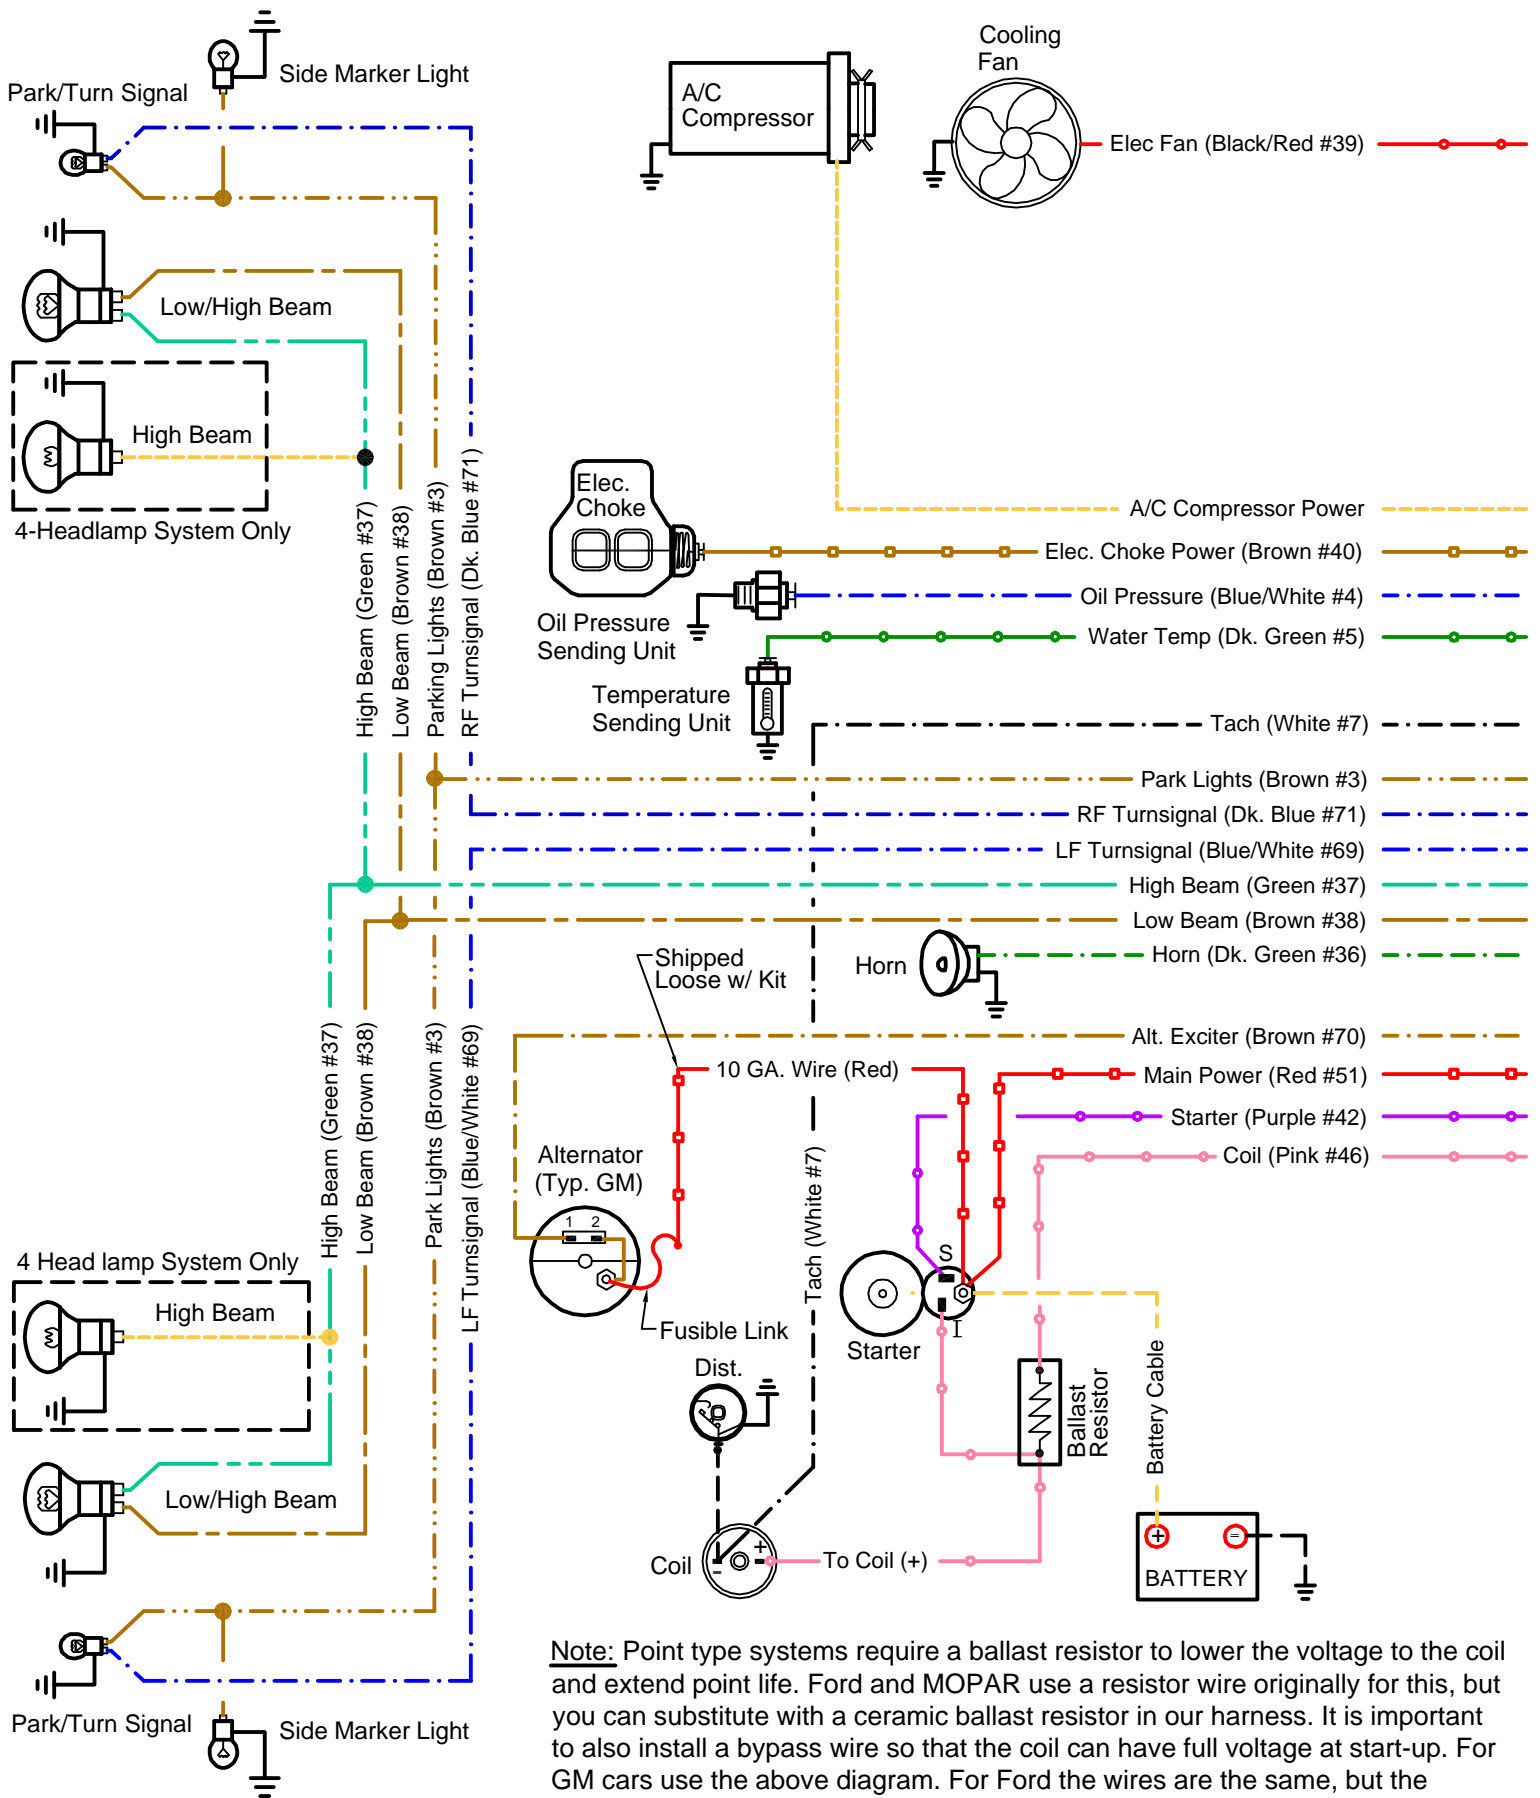 Side Marker Light
Park/Turn Signal
Cooling
Fan
A/C
Compressor
Elec Fan (Black/Red #39)
Low/High Beam
High Beam
4-Headlamp System Only
High Beam (Green #37)
Low Beam (Brown #38)
Parking Lights (Brown #3)
RF Turnsignal (Dk. Blue #71)
Elec.
Choke
A/C Compressor Power
Elec. Choke Power (Brown #40)
Oil Pressure (Blue/White #4)
Oil Pressure
Sending Unit
Water Temp (Dk. Green #5)
Temperature
Sending Unit
Tach (White #7)
Park Lights (Brown #3)
RF Turnsignal (Dk. Blue #71)
LF Turnsignal (Blue/White #69)
High Beam (Green #37)
Low Beam (Brown #38)
Horn (Dk. Green #36)
Horn
Shipped
Loose w/ Kit
Alt. Exciter (Brown #70)
10 GA. Wire (Red)
Main Power (Red #51)
Starter (Purple #42)
Coil (Pink #46)
High Beam (Green #37)
Low Beam (Brown #38)
Park Lights (Brown #3)
LF Turnsignal (Blue/White #69)
Alternator
(Typ. GM)
1 2
Tach (White #7)
S
I
Starter
Fusible Link
Dist.
Ballast
Resistor
Battery Cable
4 Head lamp System Only
High Beam
Low/High Beam
Coil
- +
-
To Coil (+)
+ =
BATTERY
Park/Turn Signal
Side Marker Light
Note: Point type systems require a ballast resistor to lower the voltage to the coil
and extend point life. Ford and MOPAR use a resistor wire originally for this, but
you can substitute with a ceramic ballast resistor in our harness. It is important
to also install a bypass wire so that the coil can have full voltage at start-up. For
GM cars use the above diagram. For Ford the wires are the same, but the